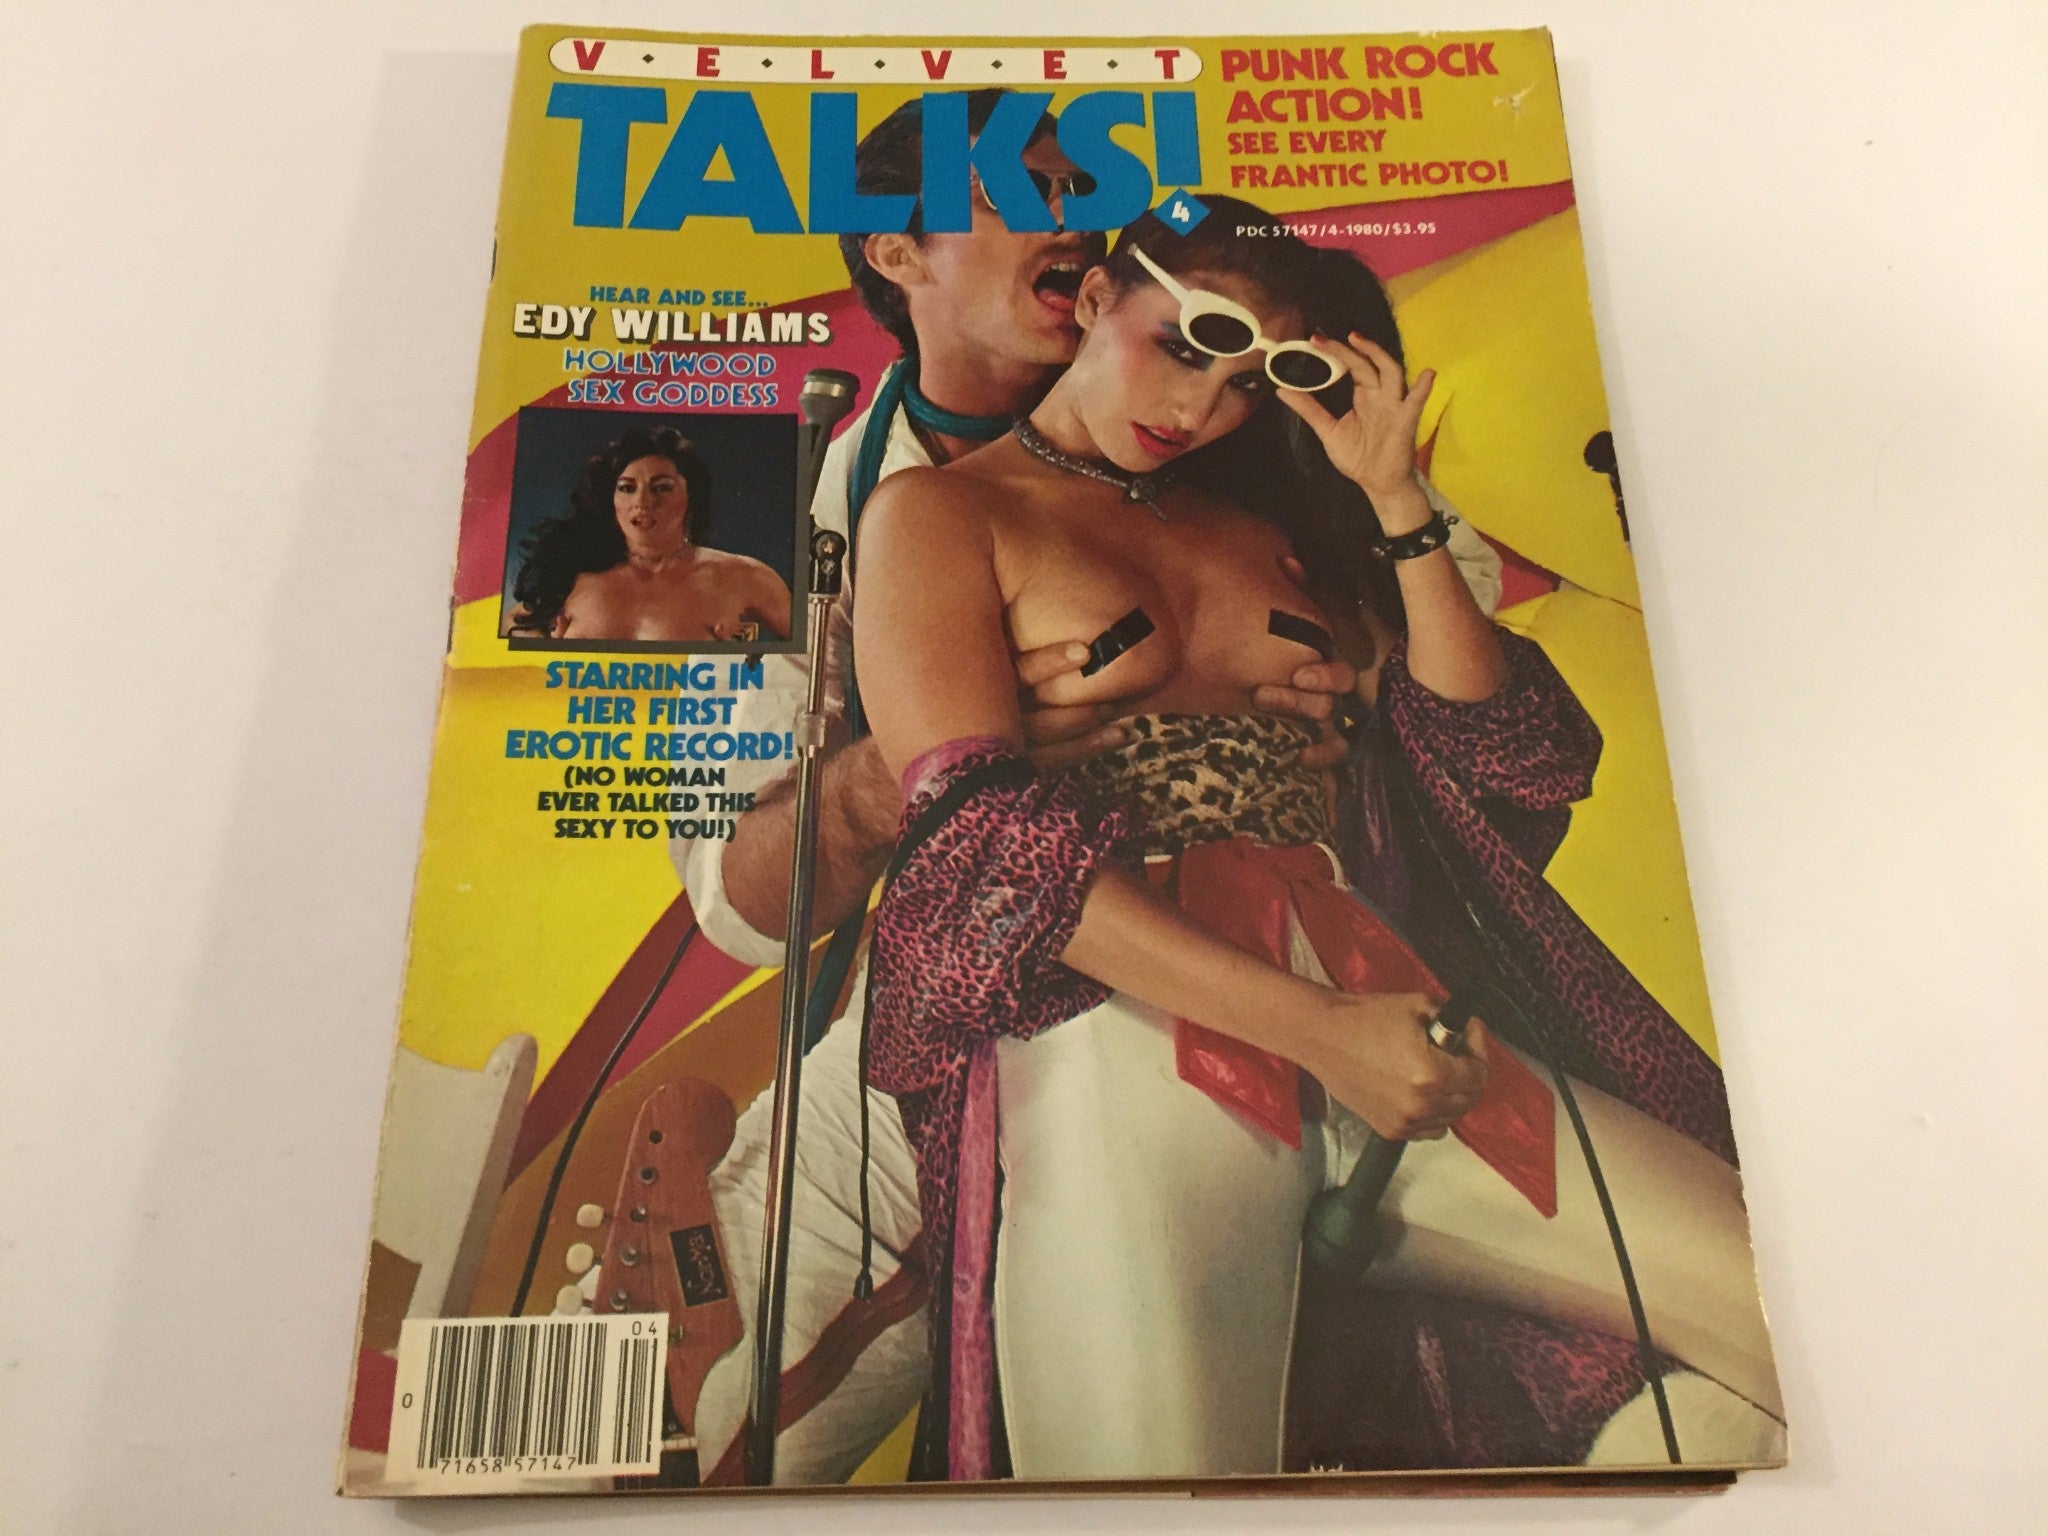 VELVET
TALKS!
4
PUNK ROCK
ACTION!
SEE EVERY
FRANTIC PHOTO!
PDC 57147/4-1980/$3.95
HEAR AND SEE...
EDY WILLIAMS
HOLLYWOOD
SEX GODDESS
STARRING IN
HER FIRST
EROTIC RECORD!
(NO WOMAN
EVER TALKED THIS
SEXY TO YOU!)
04
0
71658 57147